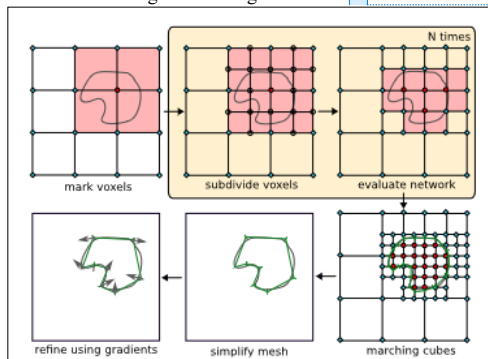 N times
mark voxels
subdivide voxels
evaluate network
refine using gradients
simplify mesh
marching cubes